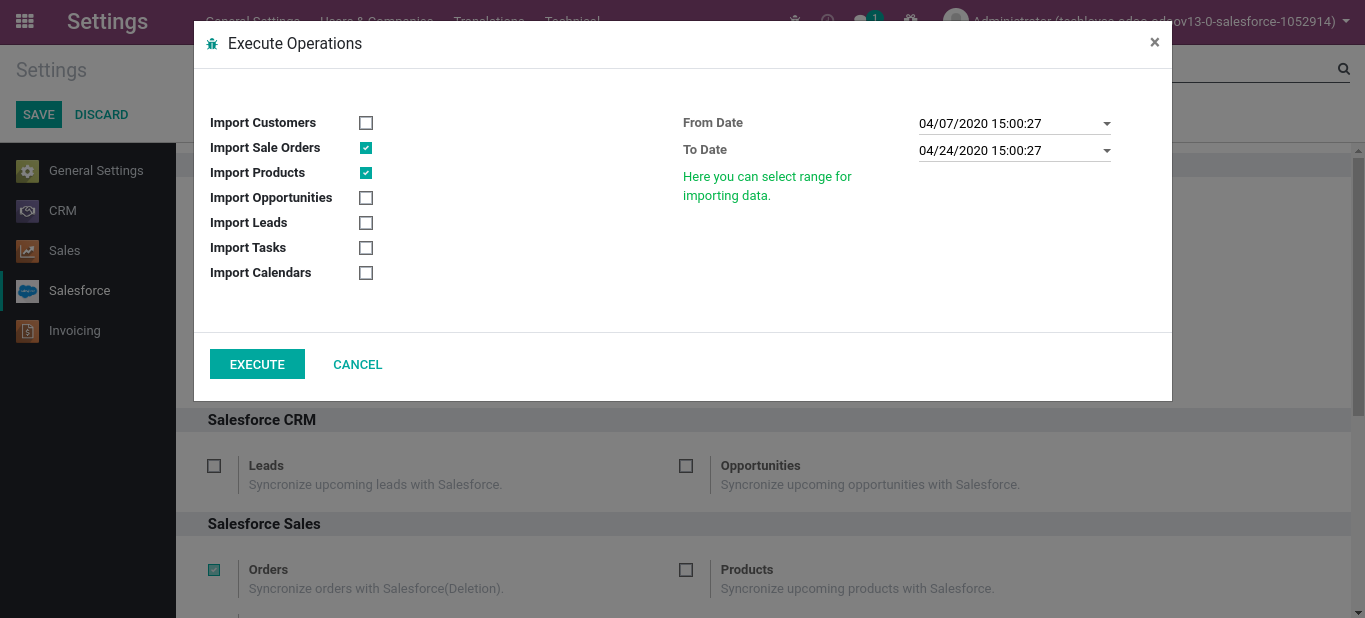 Settings
General Settings Users & Companies Translations Technical
1
Administrator
salesforce-1052914)
Execute Operations
×
Settings
SAVE
DISCARD
General Settings
CRM
Sales
Salesforce
Invoicing
Import Customers
Import Sale Orders
Import Products
Import Opportunities
Import Leads
Import Tasks
Import Calendars
From Date 04/07/2020 15:00:27
To Date 04/24/2020 15:00:27
Here you can select range for
importing data.
EXECUTE
CANCEL
Salesforce CRM
Leads
Syncronize upcoming leads with Salesforce.
Opportunities
Syncronize upcoming opportunities with Salesforce.
Salesforce Sales
Orders
Syncronize orders with Salesforce(Deletion).
Products
Syncronize upcoming products with Salesforce.